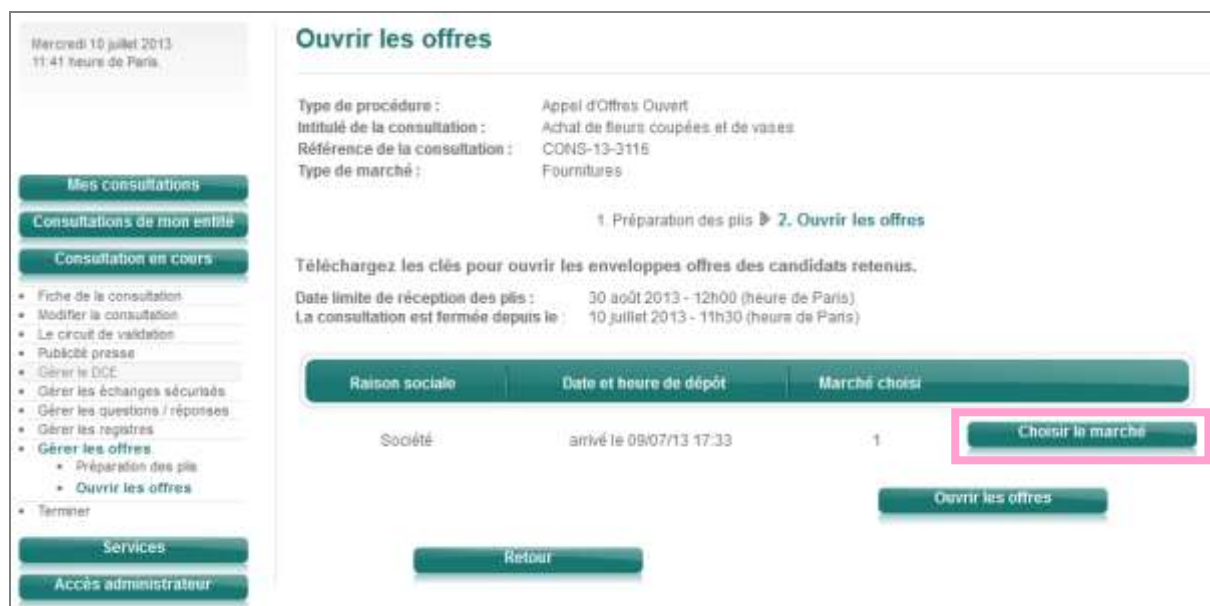 Mercredi 10 juillet 2013
11:41 heure de Paris
Mes consultations
Consultations de mon entité
Consultation en cours
Fiche de la consultation
Modifier la consultation
Le circuit de validation
Publicité presse
Gérer le DCE
Gérer les échanges sécurisés
Gérer les questions / réponses
Gérer les registres
Gérer les offres
Préparation des plis
Ouvrir les offres
Terminer
Services
Accès administrateur
Ouvrir les offres
Type de procédure : Appel d'Offres Ouvert
Intitulé de la consultation : Achat de fleurs coupées et de vases
Référence de la consultation : CONS-13-3116
Type de marché : Fournitures
1. Préparation des plis 2. Ouvrir les offres
Téléchargez les clés pour ouvrir les enveloppes offres des candidats retenus.
Date limite de réception des plis : 30 août 2013 - 12h00 (heure de Paris)
La consultation est fermée depuis le : 10 juillet 2013 - 11h30 (heure de Paris)
Raison sociale Date et heure de dépôt Marché choisi
Société arrivé le 09/07/13 17:33 1 Choisir le marché
Ouvrir les offres
Retour